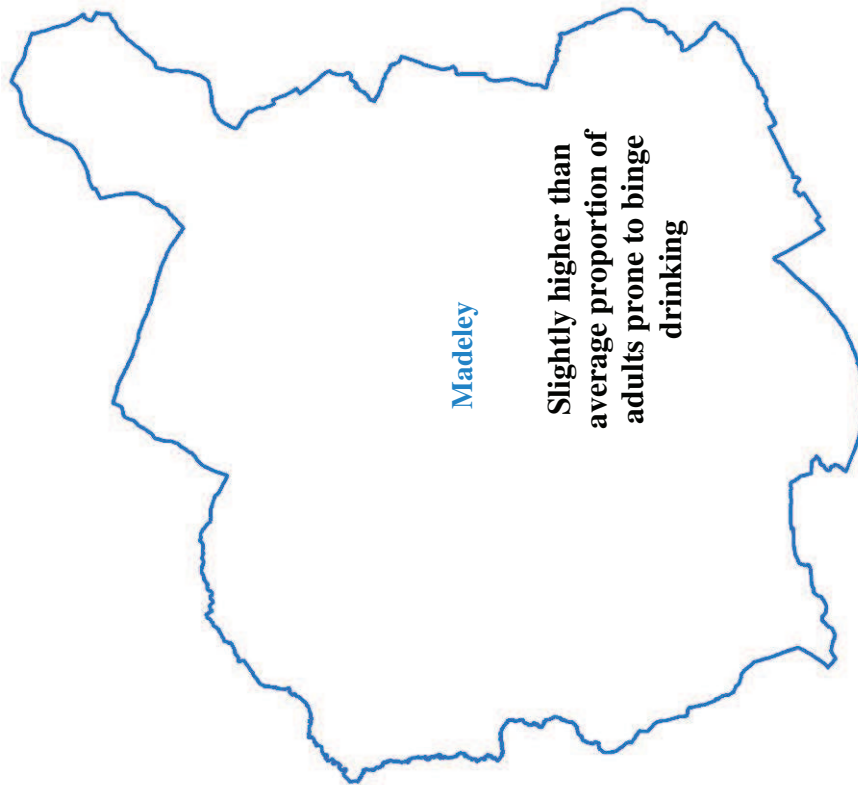 Madeley
Slightly higher than
average proportion of
adults prone to binge
drinking